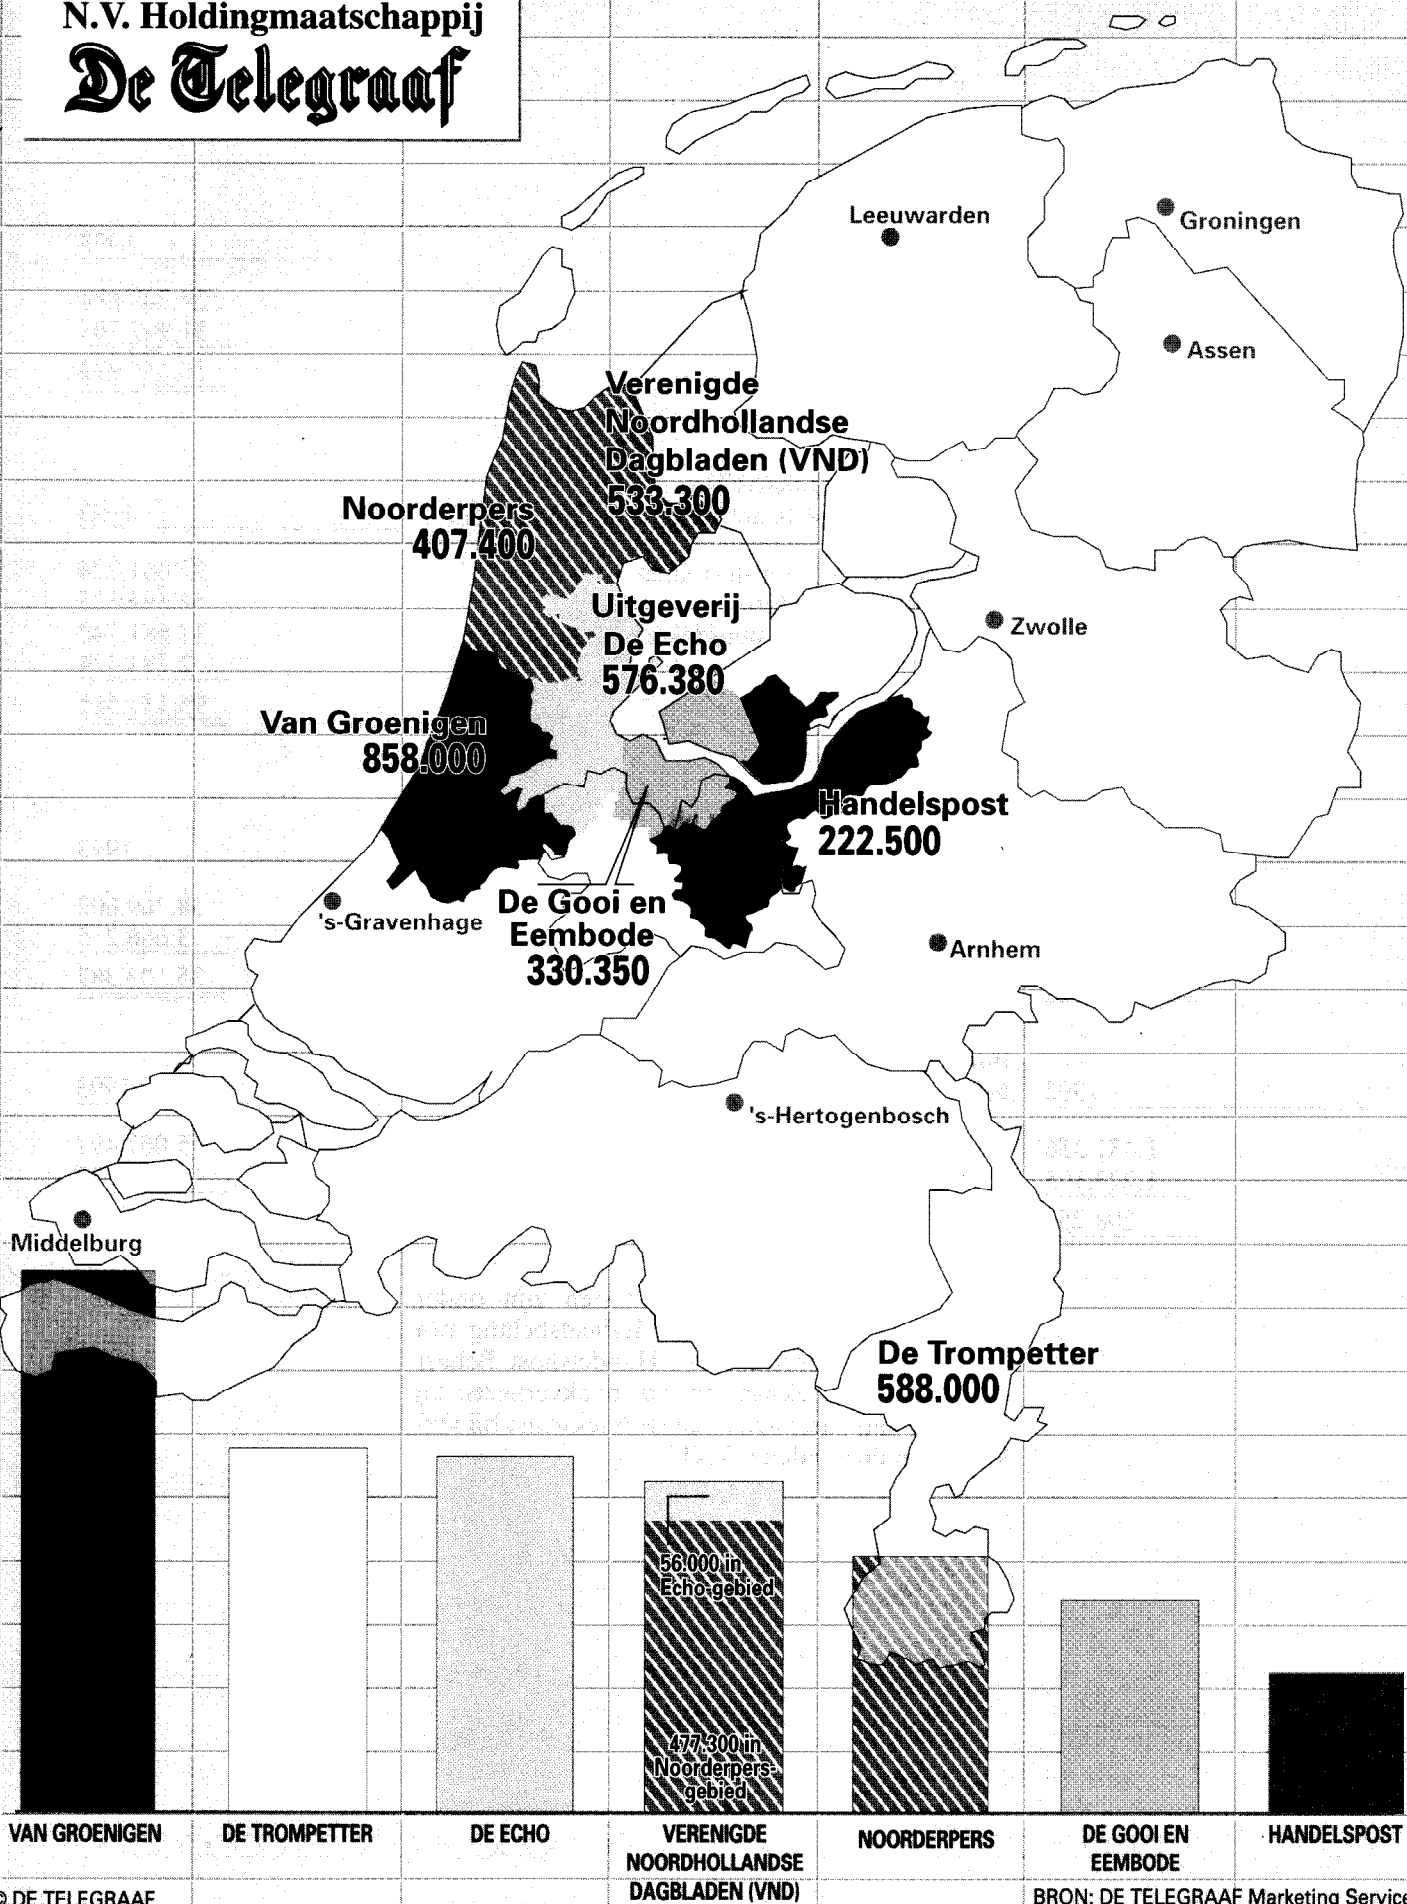 N.V. Holdingmaatschappij
De Telegraaf
Leeuwarden
Groningen
Assen
Verenigde
Noordhollandse
Dagbladen (VND)
533.300
Noorderpers
407.400
Uitgeverij
De Echo
576.380
Zwolle
Van Groenigen
858.000
Handelspost
222.500
's-Gravenhage
De Gooi en
Eembode
330.350
Arnhem
's-Hertogenbosch
Middelburg
De Trompetter
588.000
56.000 in
Echo-gebied
477.300 in
Noorderpers-
gebied
VAN GROENIGEN
DE TROMPETTER
DE ECHO
VERENIGDE
NOORDHOLLANDSE
DAGBLADEN (VND)
NOORDERPERS
DE GOOI EN
EEMBODE
HANDELSPOST
© DE TELEGRAAF
BRON: DE TELEGRAAF Marketing Service